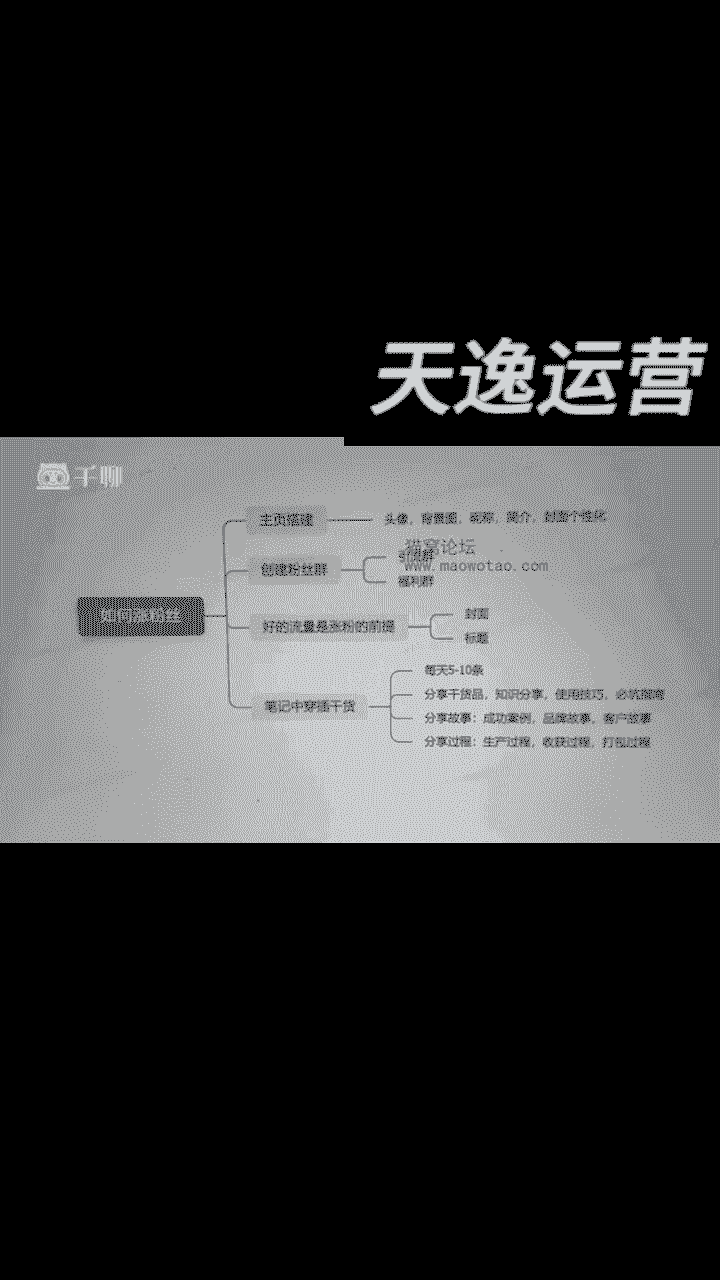 天逸运营
千聊
主页搭建
头像，背景图，昵称，简介，封面个性化
猫窝论坛
创建粉丝群
引流群
www.maowotao.com
福利群
如何涨粉丝
好的流量是涨粉的前提
封面
标题
笔记中穿插干货
每天5-10条
分享干货品，知识分享，使用技巧，必坑指南
分享故事：成功案例，品牌故事，客户故事
分享过程：生产过程，收获过程，打包过程